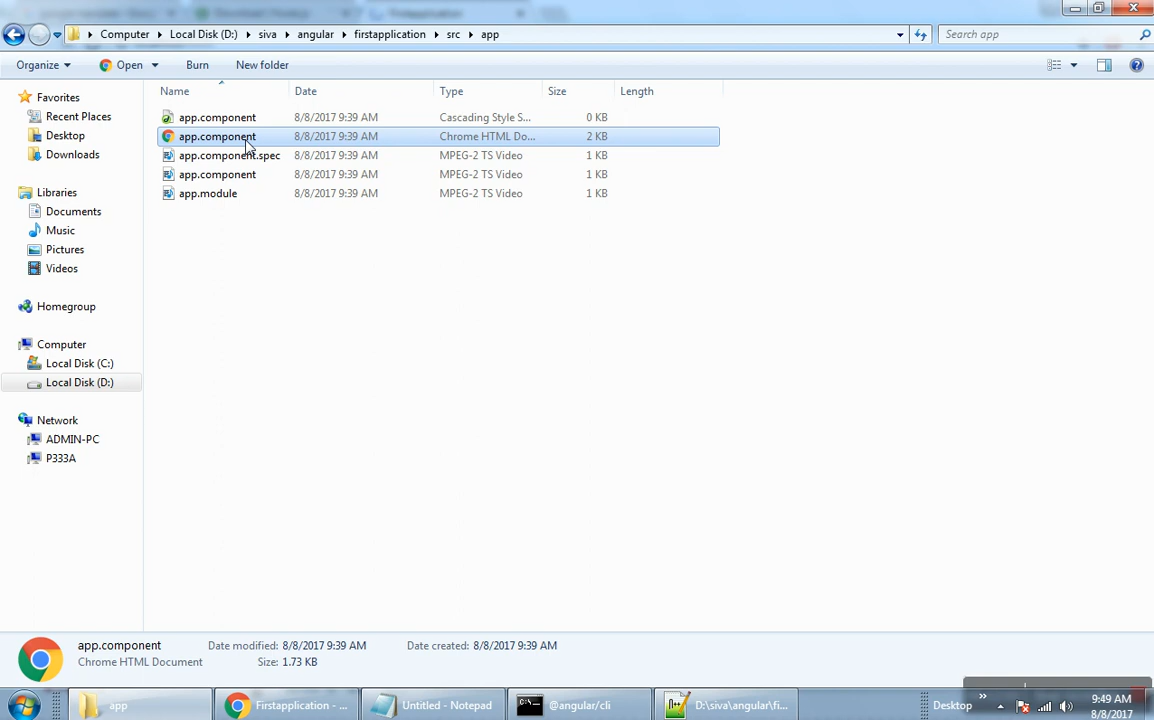 Firstapplication
Computer Local Disk (D:) siva angular firstapplication src app
Search app
Organize Open Burn New folder
Name Date Type Size Length
Favorites
Recent Places
Desktop
Downloads
Libraries
Documents
Music
Pictures
Videos
Homegroup
Computer
Local Disk (C:)
Local Disk (D:)
Network
ADMIN-PC
P333A
app.component 8/8/2017 9:39 AM Cascading Style S... 0 KB
app.component 8/8/2017 9:39 AM Chrome HTML Do... 2 KB
app.component.spec 8/8/2017 9:39 AM MPEG-2 TS Video 1 KB
app.component 8/8/2017 9:39 AM MPEG-2 TS Video 1 KB
app.module 8/8/2017 9:39 AM MPEG-2 TS Video 1 KB
app.component Date modified: 8/8/2017 9:39 AM Date created: 8/8/2017 9:39 AM
Chrome HTML Document Size: 1.73 KB
app
Firstapplication - ...
Untitled - Notepad
@angular/cli
D:\siva\angular\fi...
Desktop
9:49 AM
8/8/2017